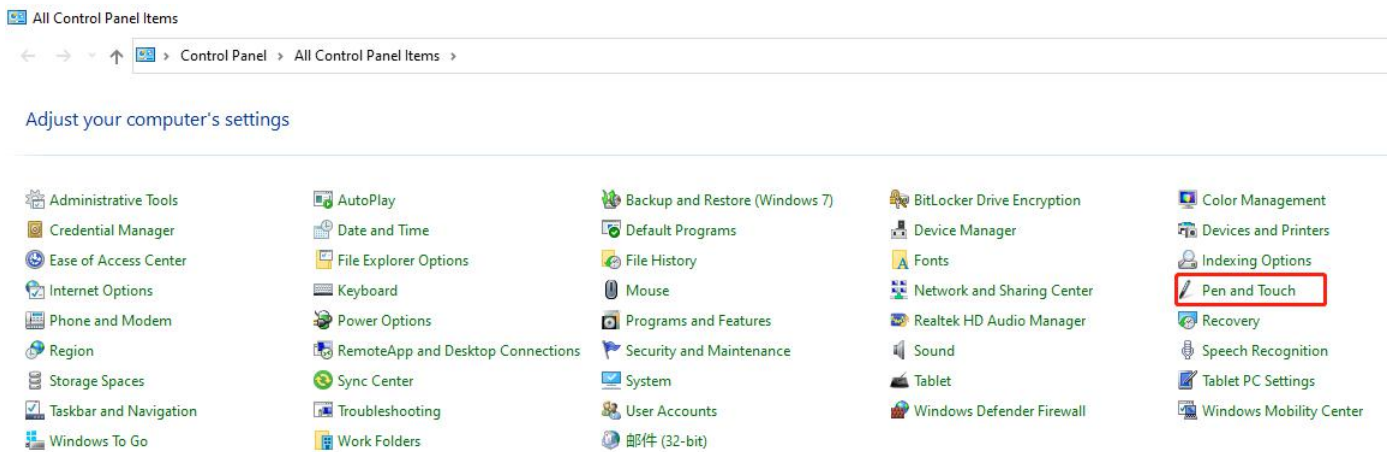 All Control Panel Items
Control Panel > All Control Panel Items >
Adjust your computer's settings
Administrative Tools AutoPlay Backup and Restore (Windows 7) BitLocker Drive Encryption Color Management
Credential Manager Date and Time Default Programs Device Manager Devices and Printers
Ease of Access Center File Explorer Options File History Fonts Indexing Options
Internet Options Keyboard Mouse Network and Sharing Center Pen and Touch
Phone and Modem Power Options Programs and Features Realtek HD Audio Manager Recovery
Region RemoteApp and Desktop Connections Security and Maintenance Sound Speech Recognition
Storage Spaces Sync Center System Tablet Tablet PC Settings
Taskbar and Navigation Troubleshooting User Accounts Windows Defender Firewall Windows Mobility Center
Windows To Go Work Folders 邮件 (32-bit)